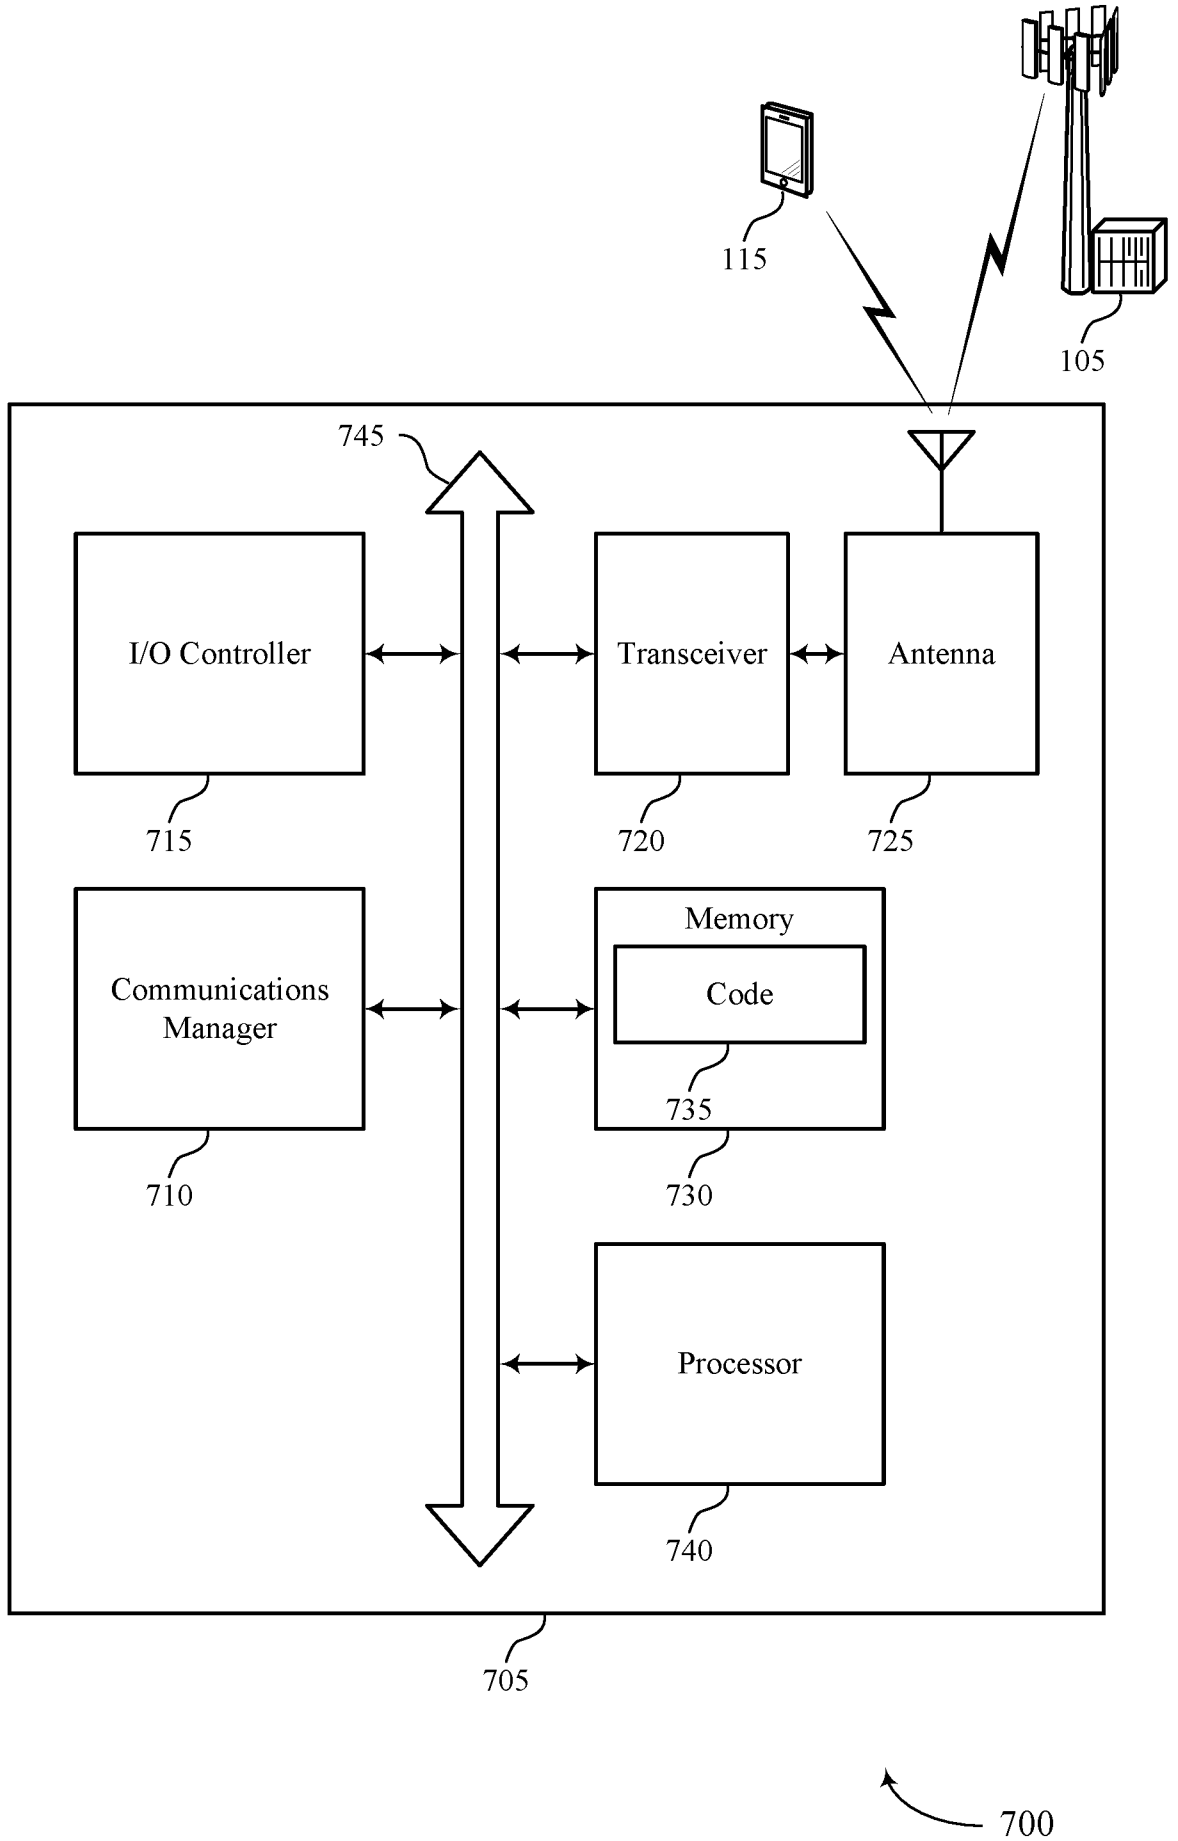 115
105
745
I/O Controller
Transceiver
Antenna
715
720
725
Communications
Manager
Memory
Code
735
710
730
Processor
740
705
700